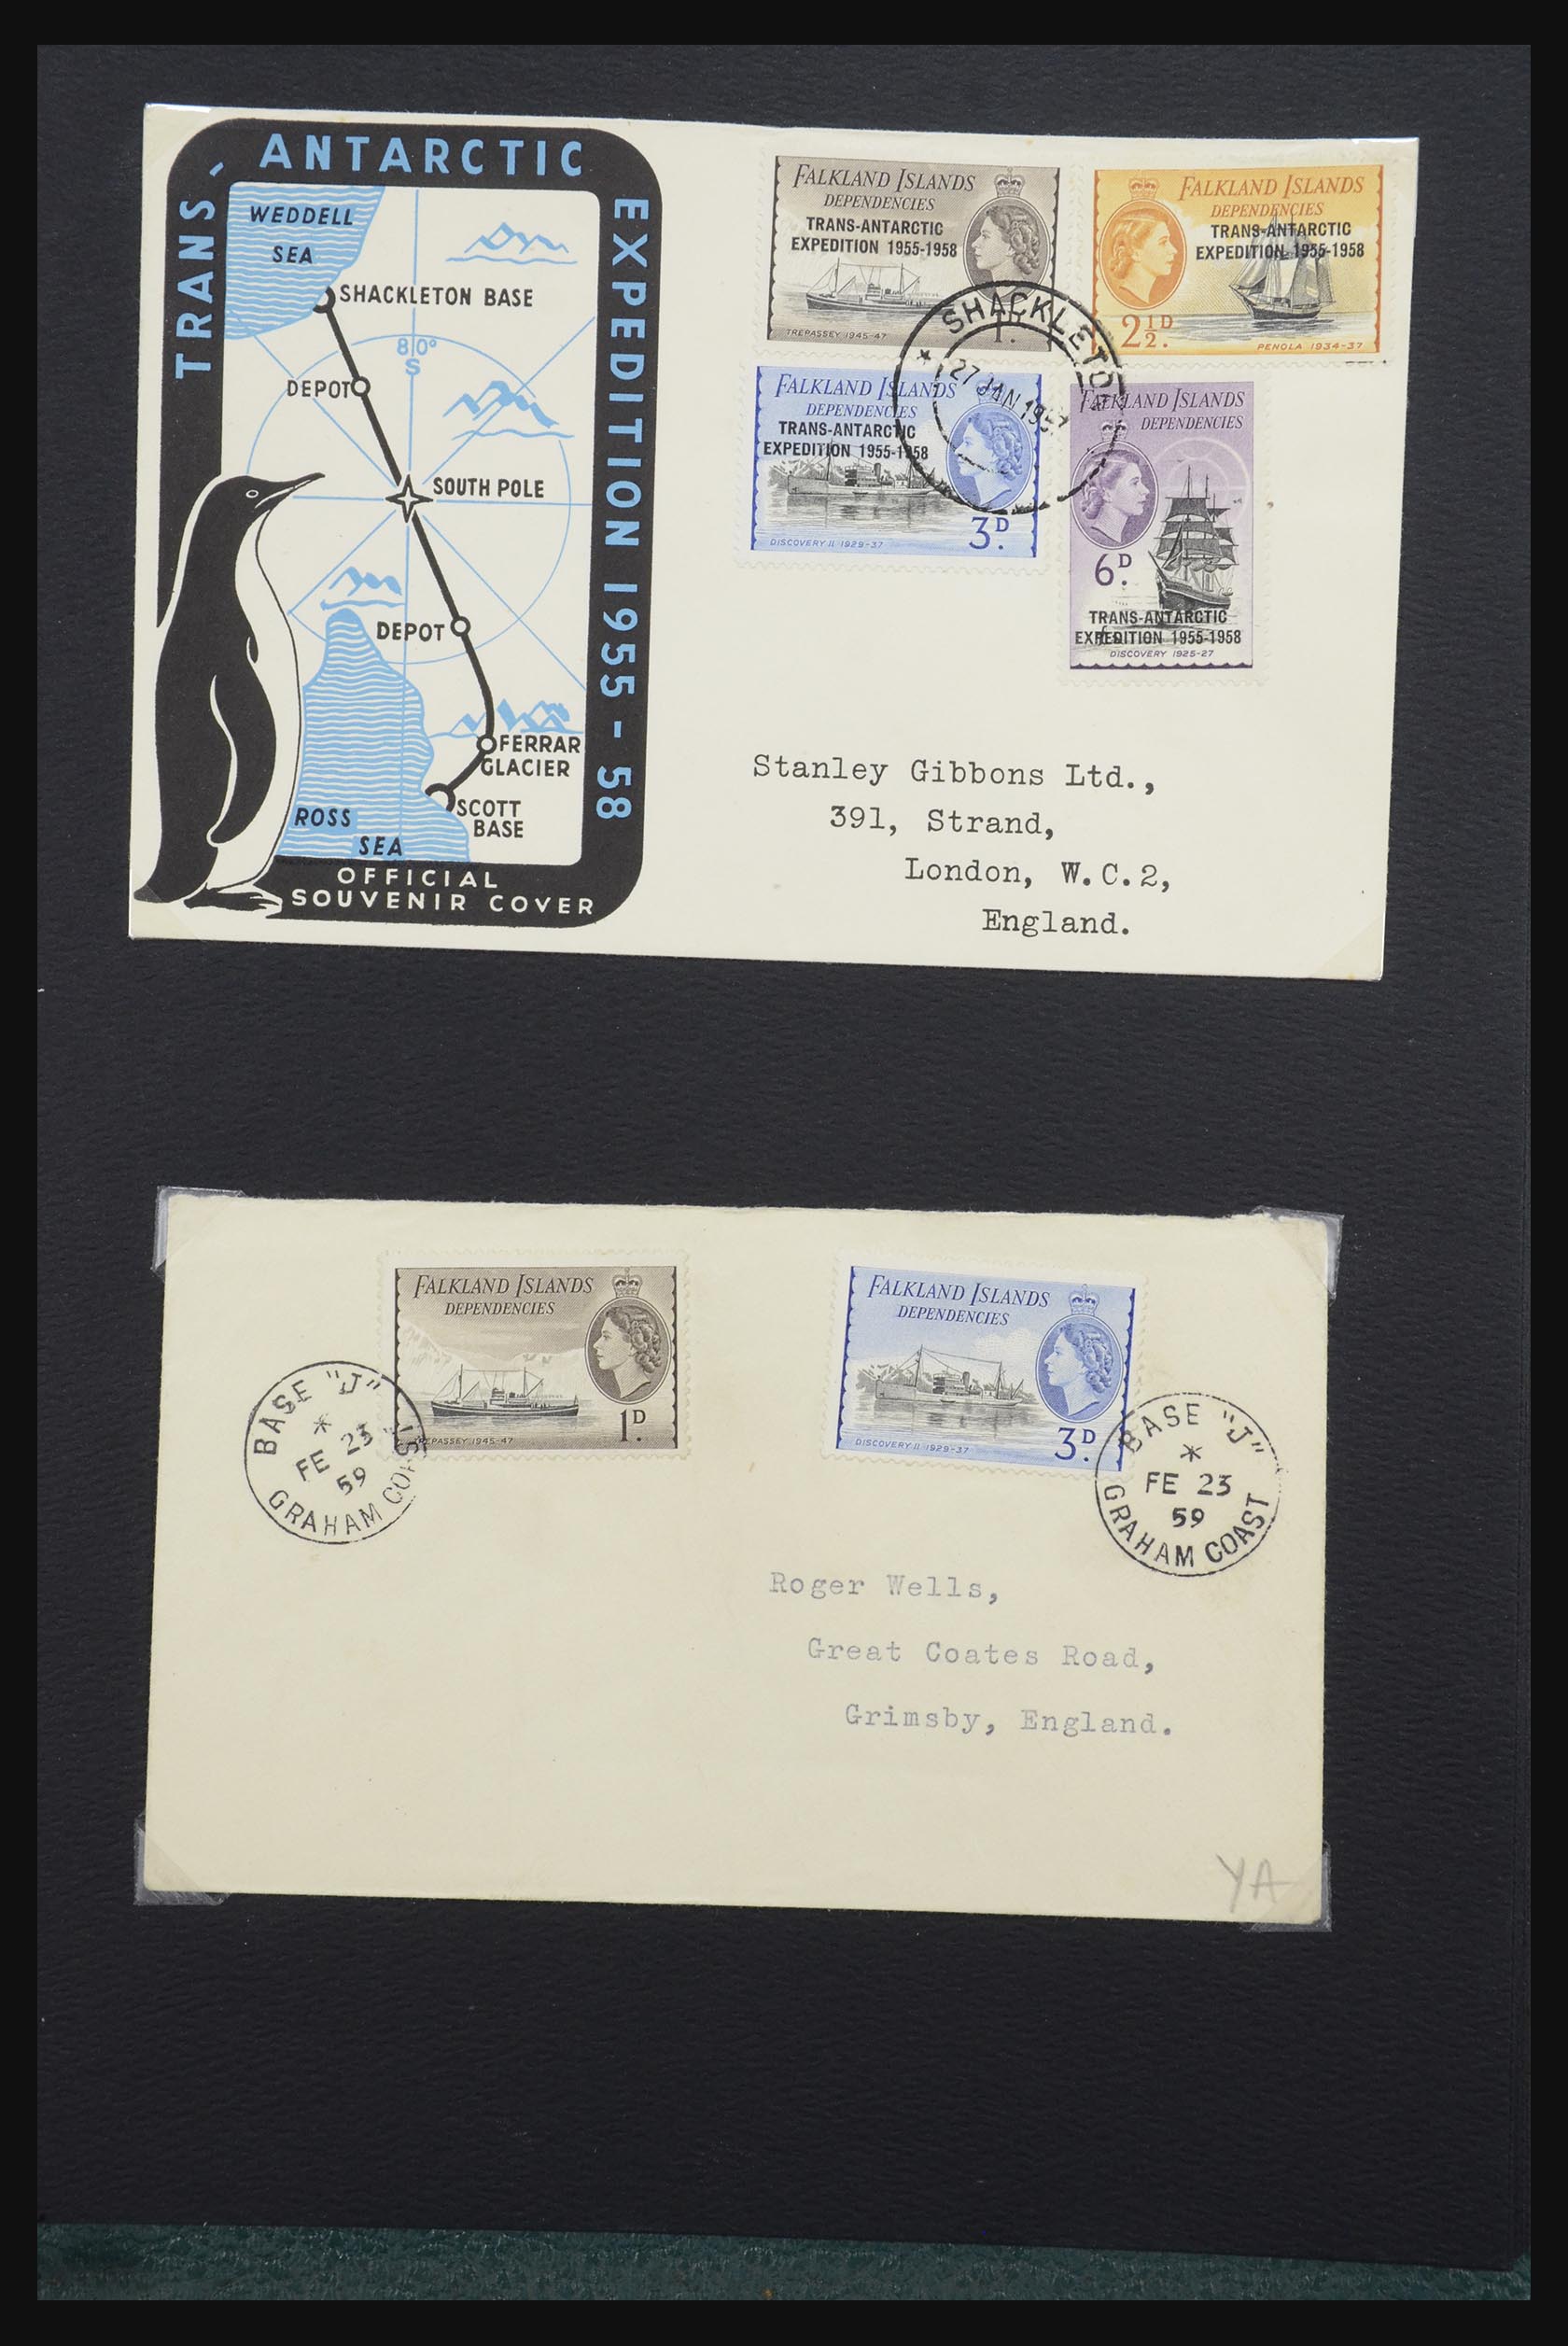 TRANS-ANTARCTIC EXPEDITION 1955-58
WEDDELL
SEA
SHACKLETON BASE
80°
S
DEPOT
SOUTH POLE
DEPOT
FERRAR
GLACIER
SCOTT
BASE
ROSS
SEA
OFFICIAL
SOUVENIR COVER
FALKLAND ISLANDS
DEPENDENCIES
TRANS-ANTARCTIC
EXPEDITION 1955-1958
TREPASSEY 1945-47
1D.
FALKLAND ISLANDS
DEPENDENCIES
TRANS-ANTARCTIC
EXPEDITION 1955-1958
2½D.
PENOLA 1934-37
FALKLAND ISLANDS
DEPENDENCIES
TRANS-ANTARCTIC
EXPEDITION 1955-1958
DISCOVERY II 1929-37
3D.
FALKLAND ISLANDS
DEPENDENCIES
6D.
TRANS-ANTARCTIC
EXPEDITION 1955-1958
DISCOVERY 1925-27
SHACKLETON
27 JAN
Stanley Gibbons Ltd.,
391, Strand,
London, W.C.2,
England.
FALKLAND ISLANDS
DEPENDENCIES
TREPASSEY 1945-47
1D.
FALKLAND ISLANDS
DEPENDENCIES
DISCOVERY II 1929-37
3D.
BASE "J"
*
FE 23
59
GRAHAM COAST
BASE "J"
*
FE 23
59
GRAHAM COAST
Roger Wells,
Great Coates Road,
Grimsby, England.
YA